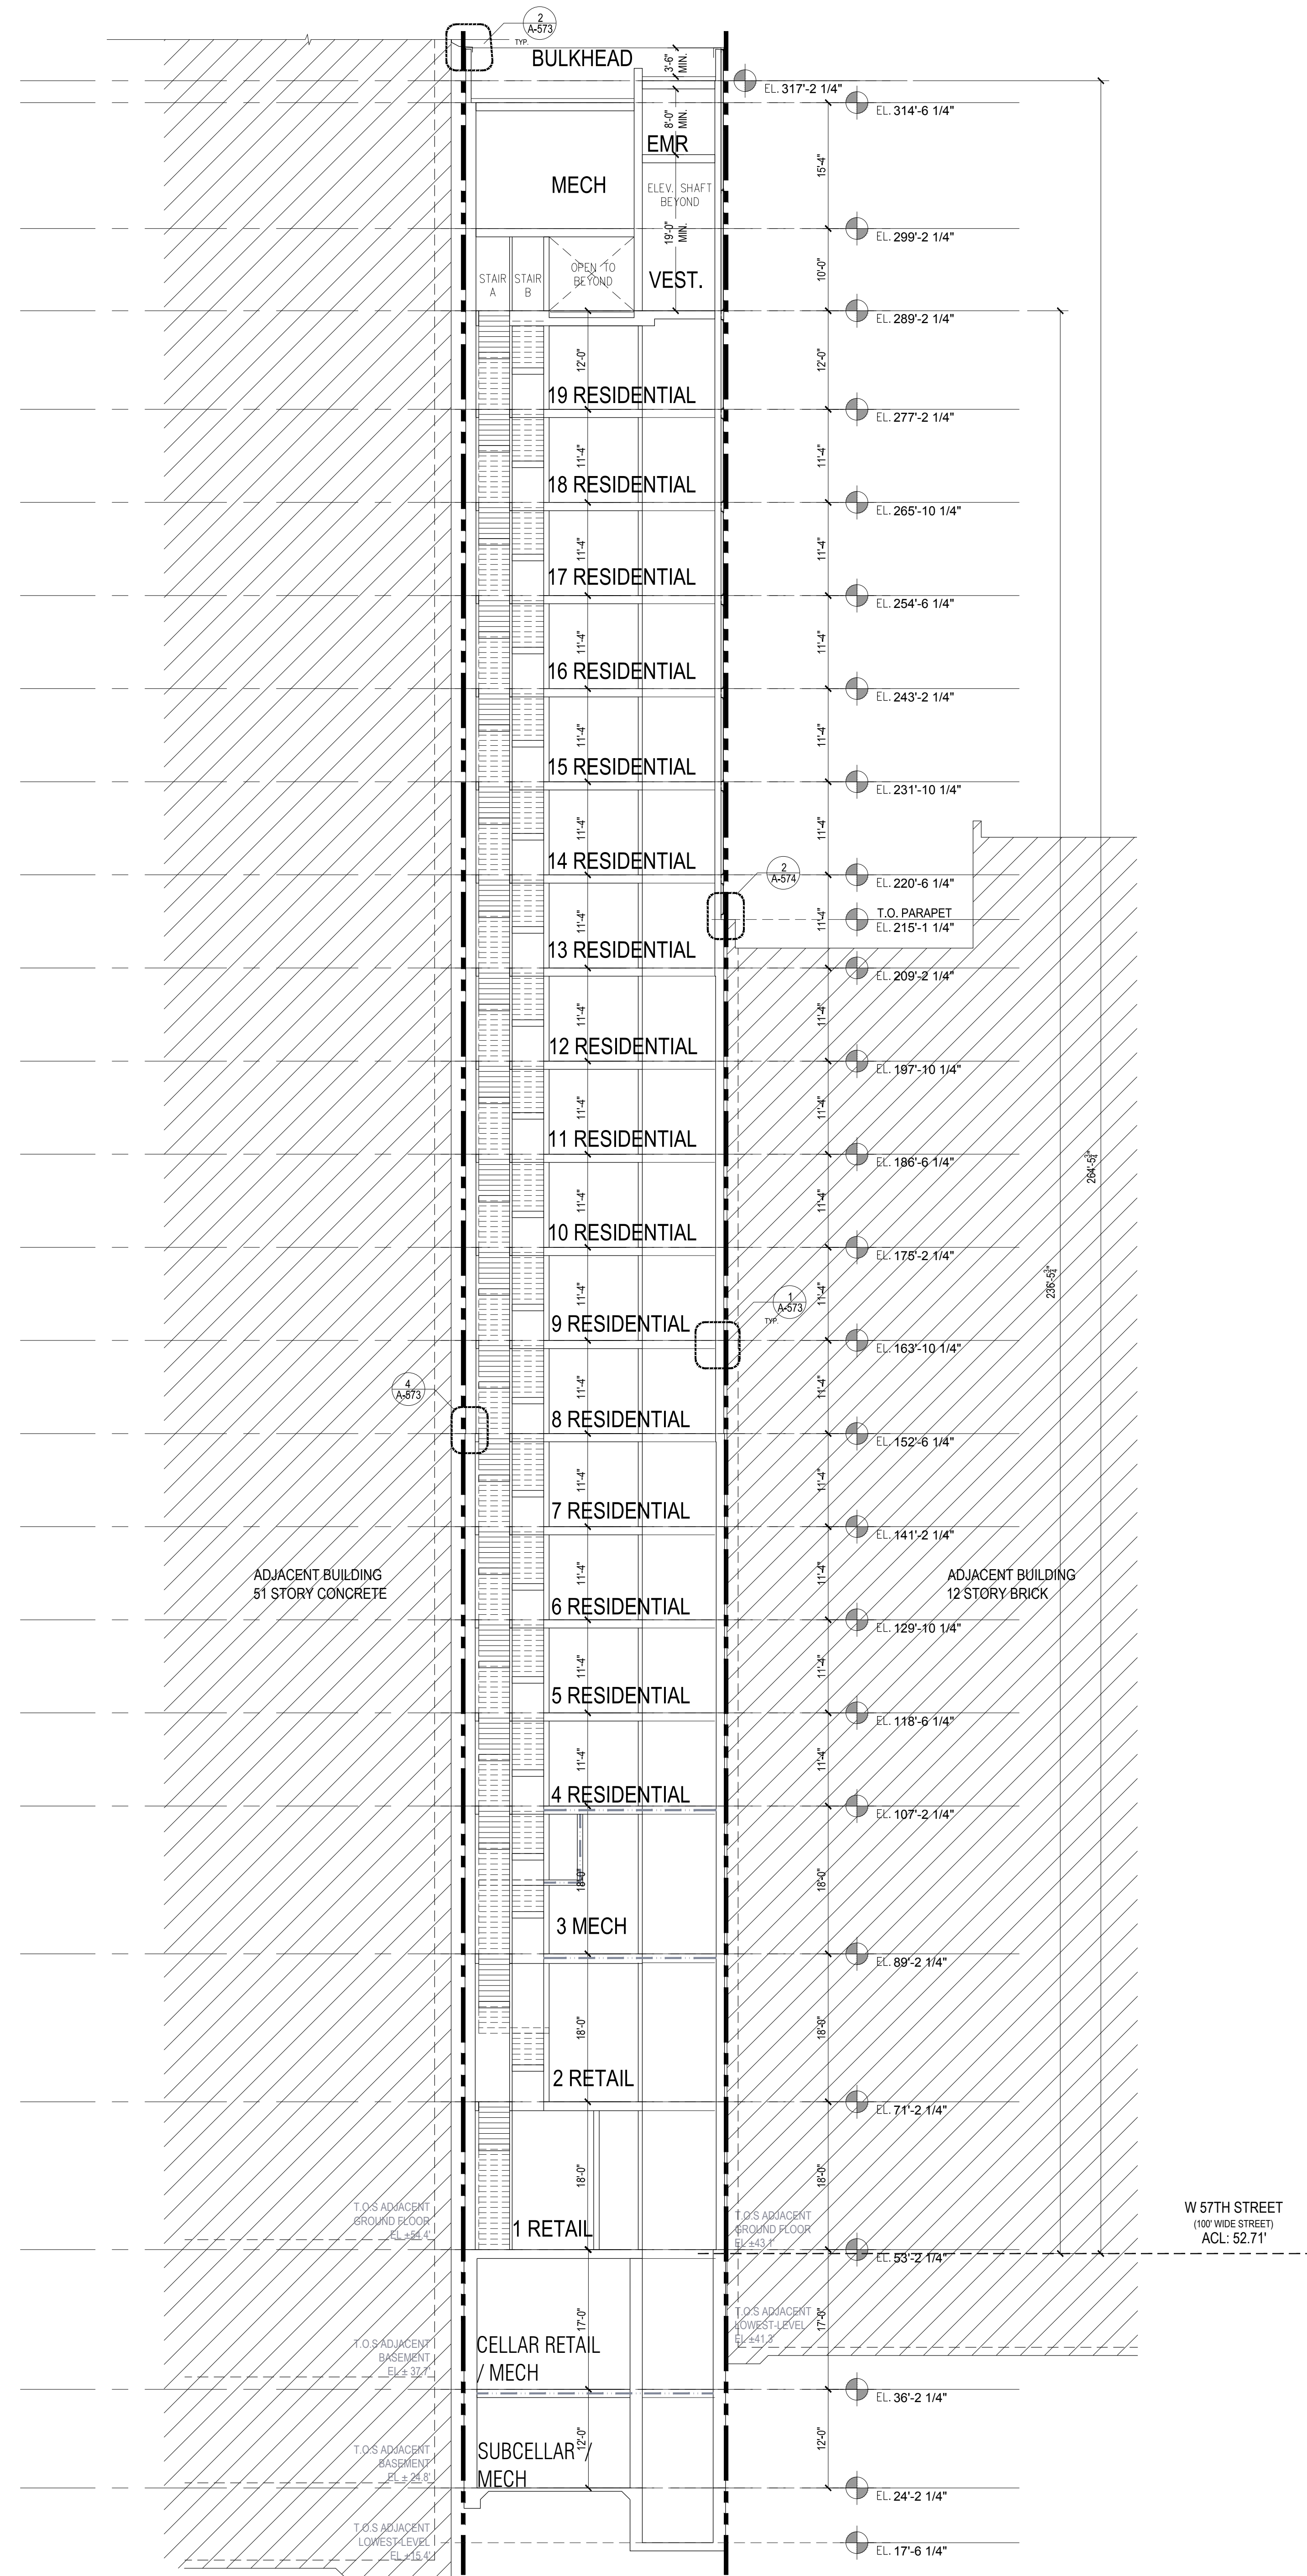 2
A-573
TYP.
BULKHEAD
3'-6"
MIN.
EL. 317'-2 1/4"
EL. 314'-6 1/4"
8'-0"
MIN.
EMR
15'-4"
MECH
ELEV. SHAFT
BEYOND
19'-0"
MIN.
EL. 299'-2 1/4"
STAIR
A
STAIR
B
OPEN TO
BEYOND
VEST.
10'-0"
EL. 289'-2 1/4"
12'-0"
12'-0"
19 RESIDENTIAL
EL. 277'-2 1/4"
11'-4"
11'-4"
18 RESIDENTIAL
EL. 265'-10 1/4"
11'-4"
11'-4"
17 RESIDENTIAL
EL. 254'-6 1/4"
11'-4"
11'-4"
16 RESIDENTIAL
EL. 243'-2 1/4"
11'-4"
11'-4"
15 RESIDENTIAL
EL. 231'-10 1/4"
11'-4"
11'-4"
14 RESIDENTIAL
2
A-574
EL. 220'-6 1/4"
11'-4"
11'-4"
T.O. PARAPET
EL. 215'-1 1/4"
13 RESIDENTIAL
EL. 209'-2 1/4"
11'-4"
11'-4"
12 RESIDENTIAL
EL. 197'-10 1/4"
11'-4"
11'-4"
11 RESIDENTIAL
EL. 186'-6 1/4"
264'-5¾"
11'-4"
11'-4"
10 RESIDENTIAL
EL. 175'-2 1/4"
236'-5¾"
11'-4"
11'-4"
1
A-573
TYP.
9 RESIDENTIAL
EL. 163'-10 1/4"
11'-4"
11'-4"
4
A-573
8 RESIDENTIAL
EL. 152'-6 1/4"
11'-4"
11'-4"
7 RESIDENTIAL
EL. 141'-2 1/4"
11'-4"
11'-4"
ADJACENT BUILDING
51 STORY CONCRETE
ADJACENT BUILDING
12 STORY BRICK
6 RESIDENTIAL
EL. 129'-10 1/4"
11'-4"
11'-4"
5 RESIDENTIAL
EL. 118'-6 1/4"
11'-4"
11'-4"
4 RESIDENTIAL
EL. 107'-2 1/4"
18'-0"
18'-0"
3 MECH
EL. 89'-2 1/4"
18'-0"
18'-0"
2 RETAIL
EL. 71'-2 1/4"
18'-0"
18'-0"
T.O.S ADJACENT
GROUND FLOOR
EL ±54.4'
1 RETAIL
T.O.S ADJACENT
GROUND FLOOR
EL ±43.1'
EL. 53'-2 1/4"
W 57TH STREET
(100' WIDE STREET)
ACL: 52.71'
17'-0"
17'-0"
T.O.S ADJACENT
LOWEST-LEVEL
EL ±41.3'
T.O.S ADJACENT
BASEMENT
EL ± 37.7'
CELLAR RETAIL
/ MECH
EL. 36'-2 1/4"
12'-0"
12'-0"
T.O.S ADJACENT
BASEMENT
EL ± 24.8'
SUBCELLAR /
MECH
EL. 24'-2 1/4"
T.O.S ADJACENT
LOWEST-LEVEL
EL ±15.4'
EL. 17'-6 1/4"